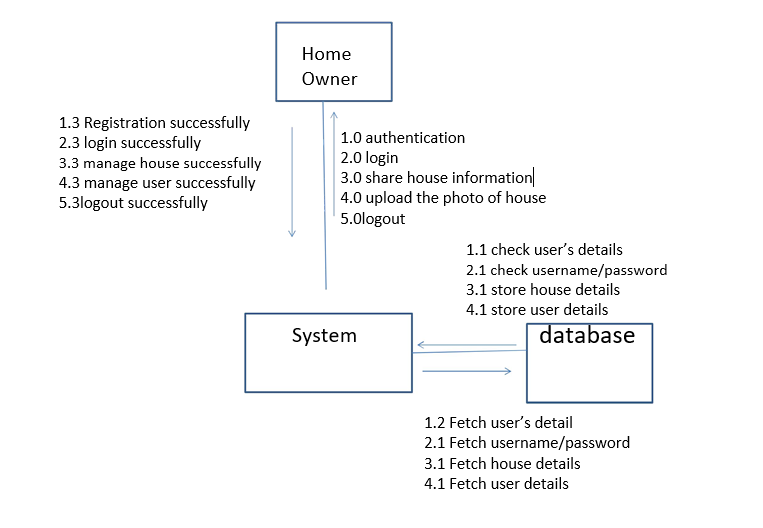 Home
Owner
1.3 Registration successfully
2.3 login successfully
3.3 manage house successfully
4.3 manage user successfully
5.3logout successfully
1.0 authentication
2.0 login
3.0 share house information
4.0 upload the photo of house
5.0logout
1.1 check user’s details
2.1 check username/password
3.1 store house details
4.1 store user details
System
database
1.2 Fetch user’s detail
2.1 Fetch username/password
3.1 Fetch house details
4.1 Fetch user details